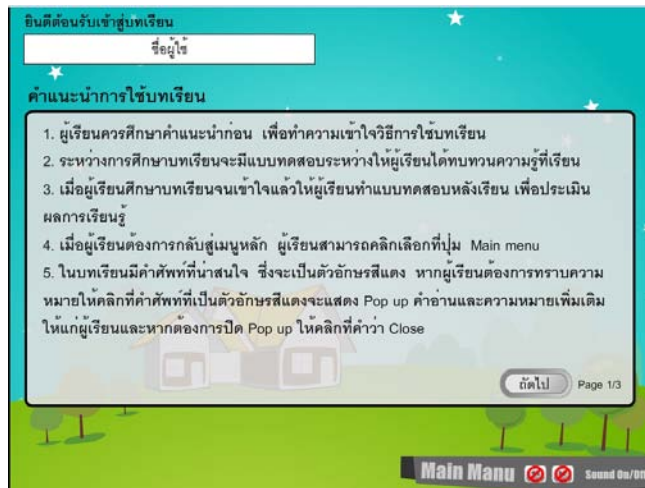 ยินดีต้อนรับเข้าสู่บทเรียน
ชื่อผู้ใช้
คำแนะนำการใช้บทเรียน
1. ผู้เรียนควรศึกษาคำแนะนำก่อน เพื่อทำความเข้าใจวิธีการใช้บทเรียน
2. ระหว่างการศึกษาบทเรียนจะมีแบบทดสอบระหว่างให้ผู้เรียนได้ทบทวนความรู้ที่เรียน
3. เมื่อผู้เรียนศึกษาบทเรียนจนเข้าใจแล้วให้ผู้เรียนทำแบบทดสอบหลังเรียน เพื่อประเมิน
ผลการเรียนรู้
4. เมื่อผู้เรียนต้องการกลับสู่เมนูหลัก ผู้เรียนสามารถคลิกเลือกที่ปุ่ม Main menu
5. ในบทเรียนมีคำศัพท์ที่น่าสนใจ ซึ่งจะเป็นตัวอักษรสีแดง หากผู้เรียนต้องการทราบความ
หมายให้คลิกที่คำศัพท์ที่เป็นตัวอักษรสีแดงจะแสดง Pop up คำอ่านและความหมายเพิ่มเติม
ให้แก่ผู้เรียนและหากต้องการปิด Pop up ให้คลิกที่คำว่า Close
ถัดไป Page 1/3
Main Manu Sound On/Off